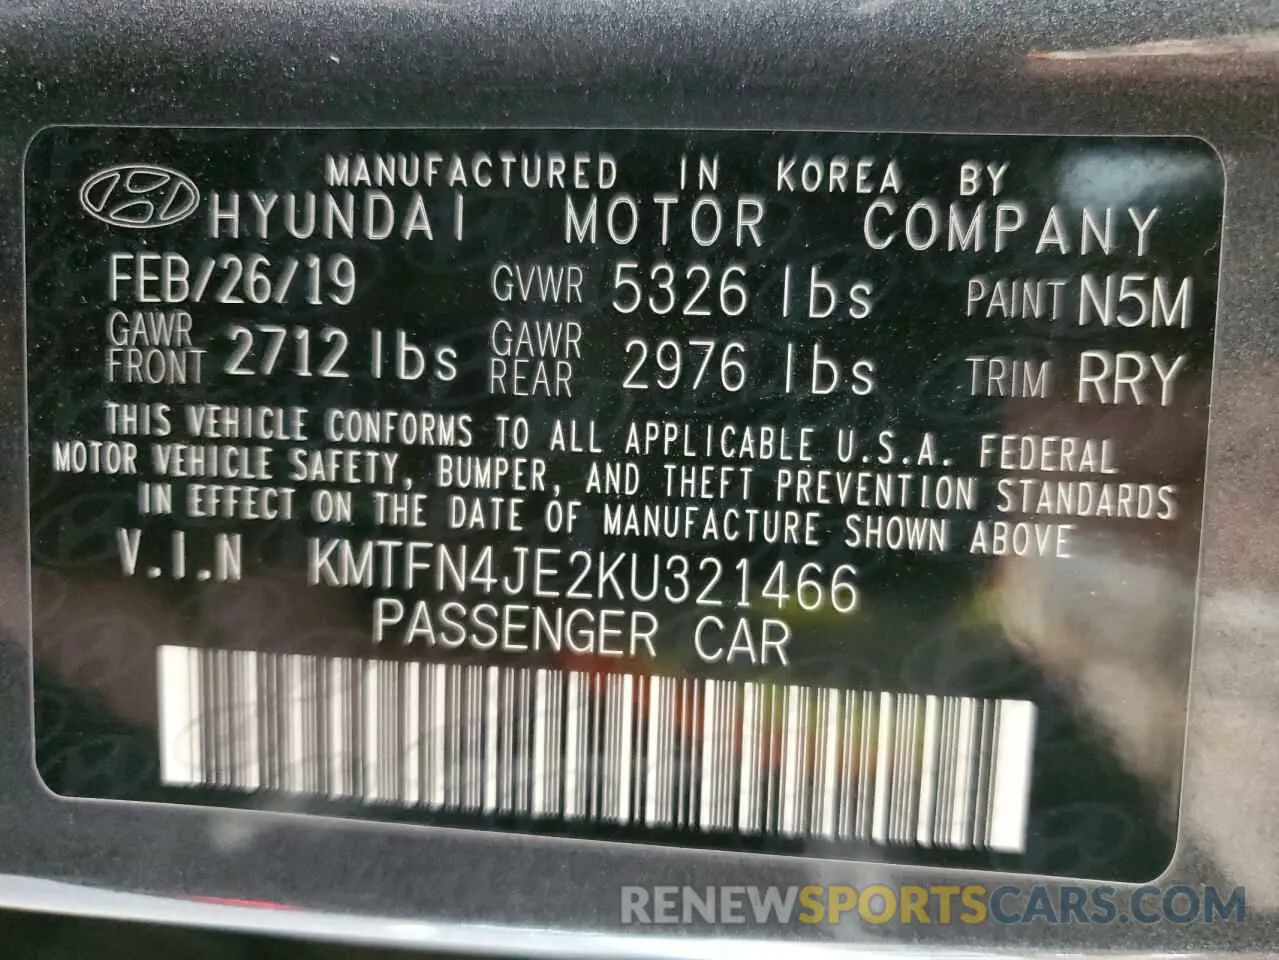 MANUFACTURED IN KOREA BY
HYUNDAI MOTOR COMPANY
FEB/26/19 GVWR 5326 lbs PAINT N5M
GAWR FRONT 2712 lbs GAWR REAR 2976 lbs TRIM RRY
THIS VEHICLE CONFORMS TO ALL APPLICABLE U.S.A. FEDERAL
MOTOR VEHICLE SAFETY, BUMPER, AND THEFT PREVENTION STANDARDS
IN EFFECT ON THE DATE OF MANUFACTURE SHOWN ABOVE
V.I.N KMTFN4JE2KU321466
PASSENGER CAR
RENEWSPORTSCARS.COM